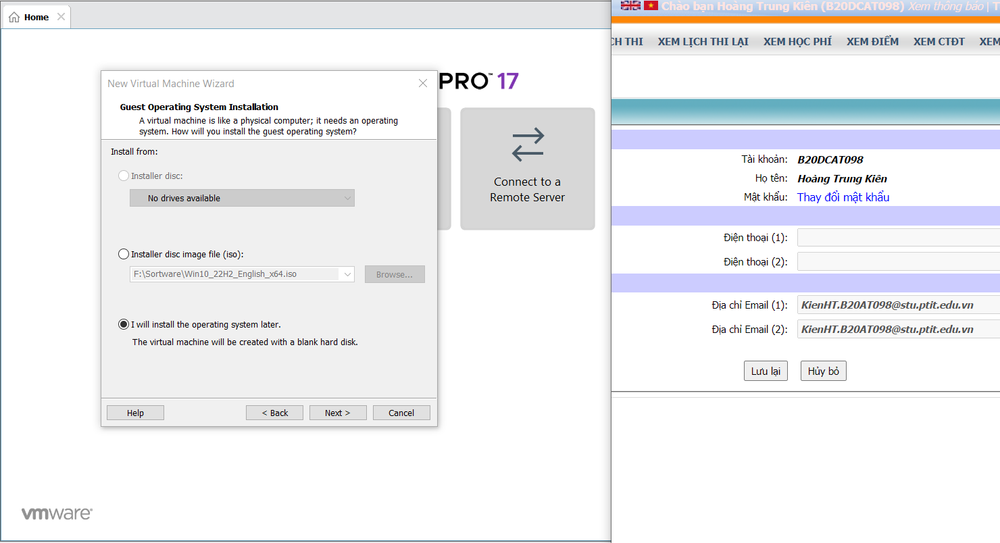 Home
PRO™ 17
New Virtual Machine Wizard
Guest Operating System Installation
A virtual machine is like a physical computer; it needs an operating
system. How will you install the guest operating system?
Install from:
Installer disc:
No drives available
Installer disc image file (iso):
F:\Sortware\Win10_22H2_English_x64.iso
Browse...
I will install the operating system later.
The virtual machine will be created with a blank hard disk.
Help
< Back
Next >
Cancel
Connect to a
Remote Server
vmware®
Chào bạn Hoàng Trung Kiên (B20DCAT098) Xem thông báo | T
CH THI XEM LỊCH THI LẠI XEM HỌC PHÍ XEM ĐIỂM XEM CTĐT XEM
Tài khoản: B20DCAT098
Họ tên: Hoàng Trung Kiên
Mật khẩu: Thay đổi mật khẩu
Điện thoại (1):
Điện thoại (2):
Địa chỉ Email (1): KienHT.B20AT098@stu.ptit.edu.vn
Địa chỉ Email (2): KienHT.B20AT098@stu.ptit.edu.vn
Lưu lại Hủy bỏ